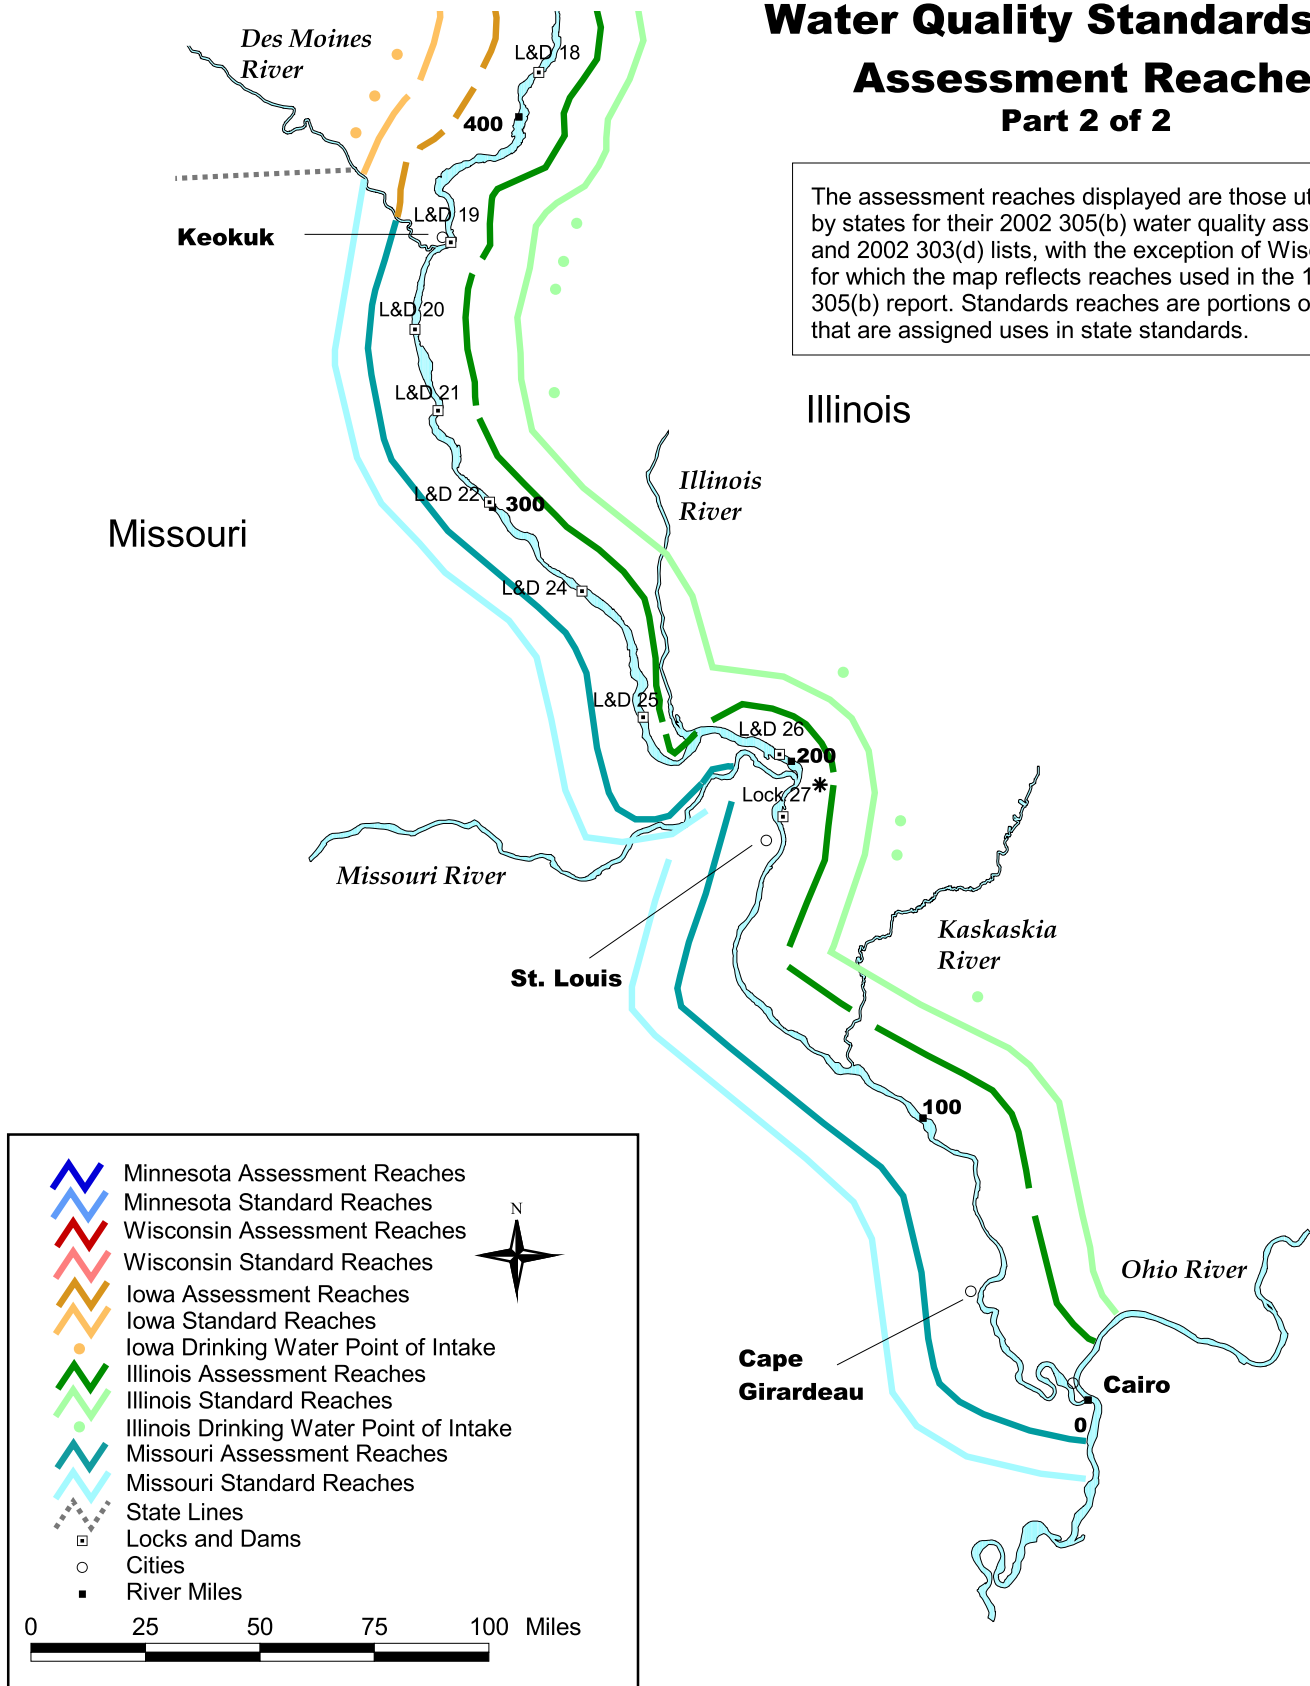 Water Quality Standards
Assessment Reache
Part 2 of 2
The assessment reaches displayed are those ut
by states for their 2002 305(b) water quality ass
and 2002 303(d) lists, with the exception of Wis
for which the map reflects reaches used in the 1
305(b) report. Standards reaches are portions o
that are assigned uses in state standards.
Des Moines
River
L&D 18
400
L&D 19
Keokuk
L&D 20
L&D 21
Illinois
Illinois
River
L&D 22
300
Missouri
L&D 24
L&D 25
L&D 26
200
*
Lock 27
Missouri River
Kaskaskia
River
St. Louis
100
Ohio River
Cape
Girardeau
Cairo
0
Minnesota Assessment Reaches
Minnesota Standard Reaches
Wisconsin Assessment Reaches
Wisconsin Standard Reaches
Iowa Assessment Reaches
Iowa Standard Reaches
Iowa Drinking Water Point of Intake
Illinois Assessment Reaches
Illinois Standard Reaches
Illinois Drinking Water Point of Intake
Missouri Assessment Reaches
Missouri Standard Reaches
State Lines
Locks and Dams
Cities
River Miles
N
0 25 50 75 100 Miles